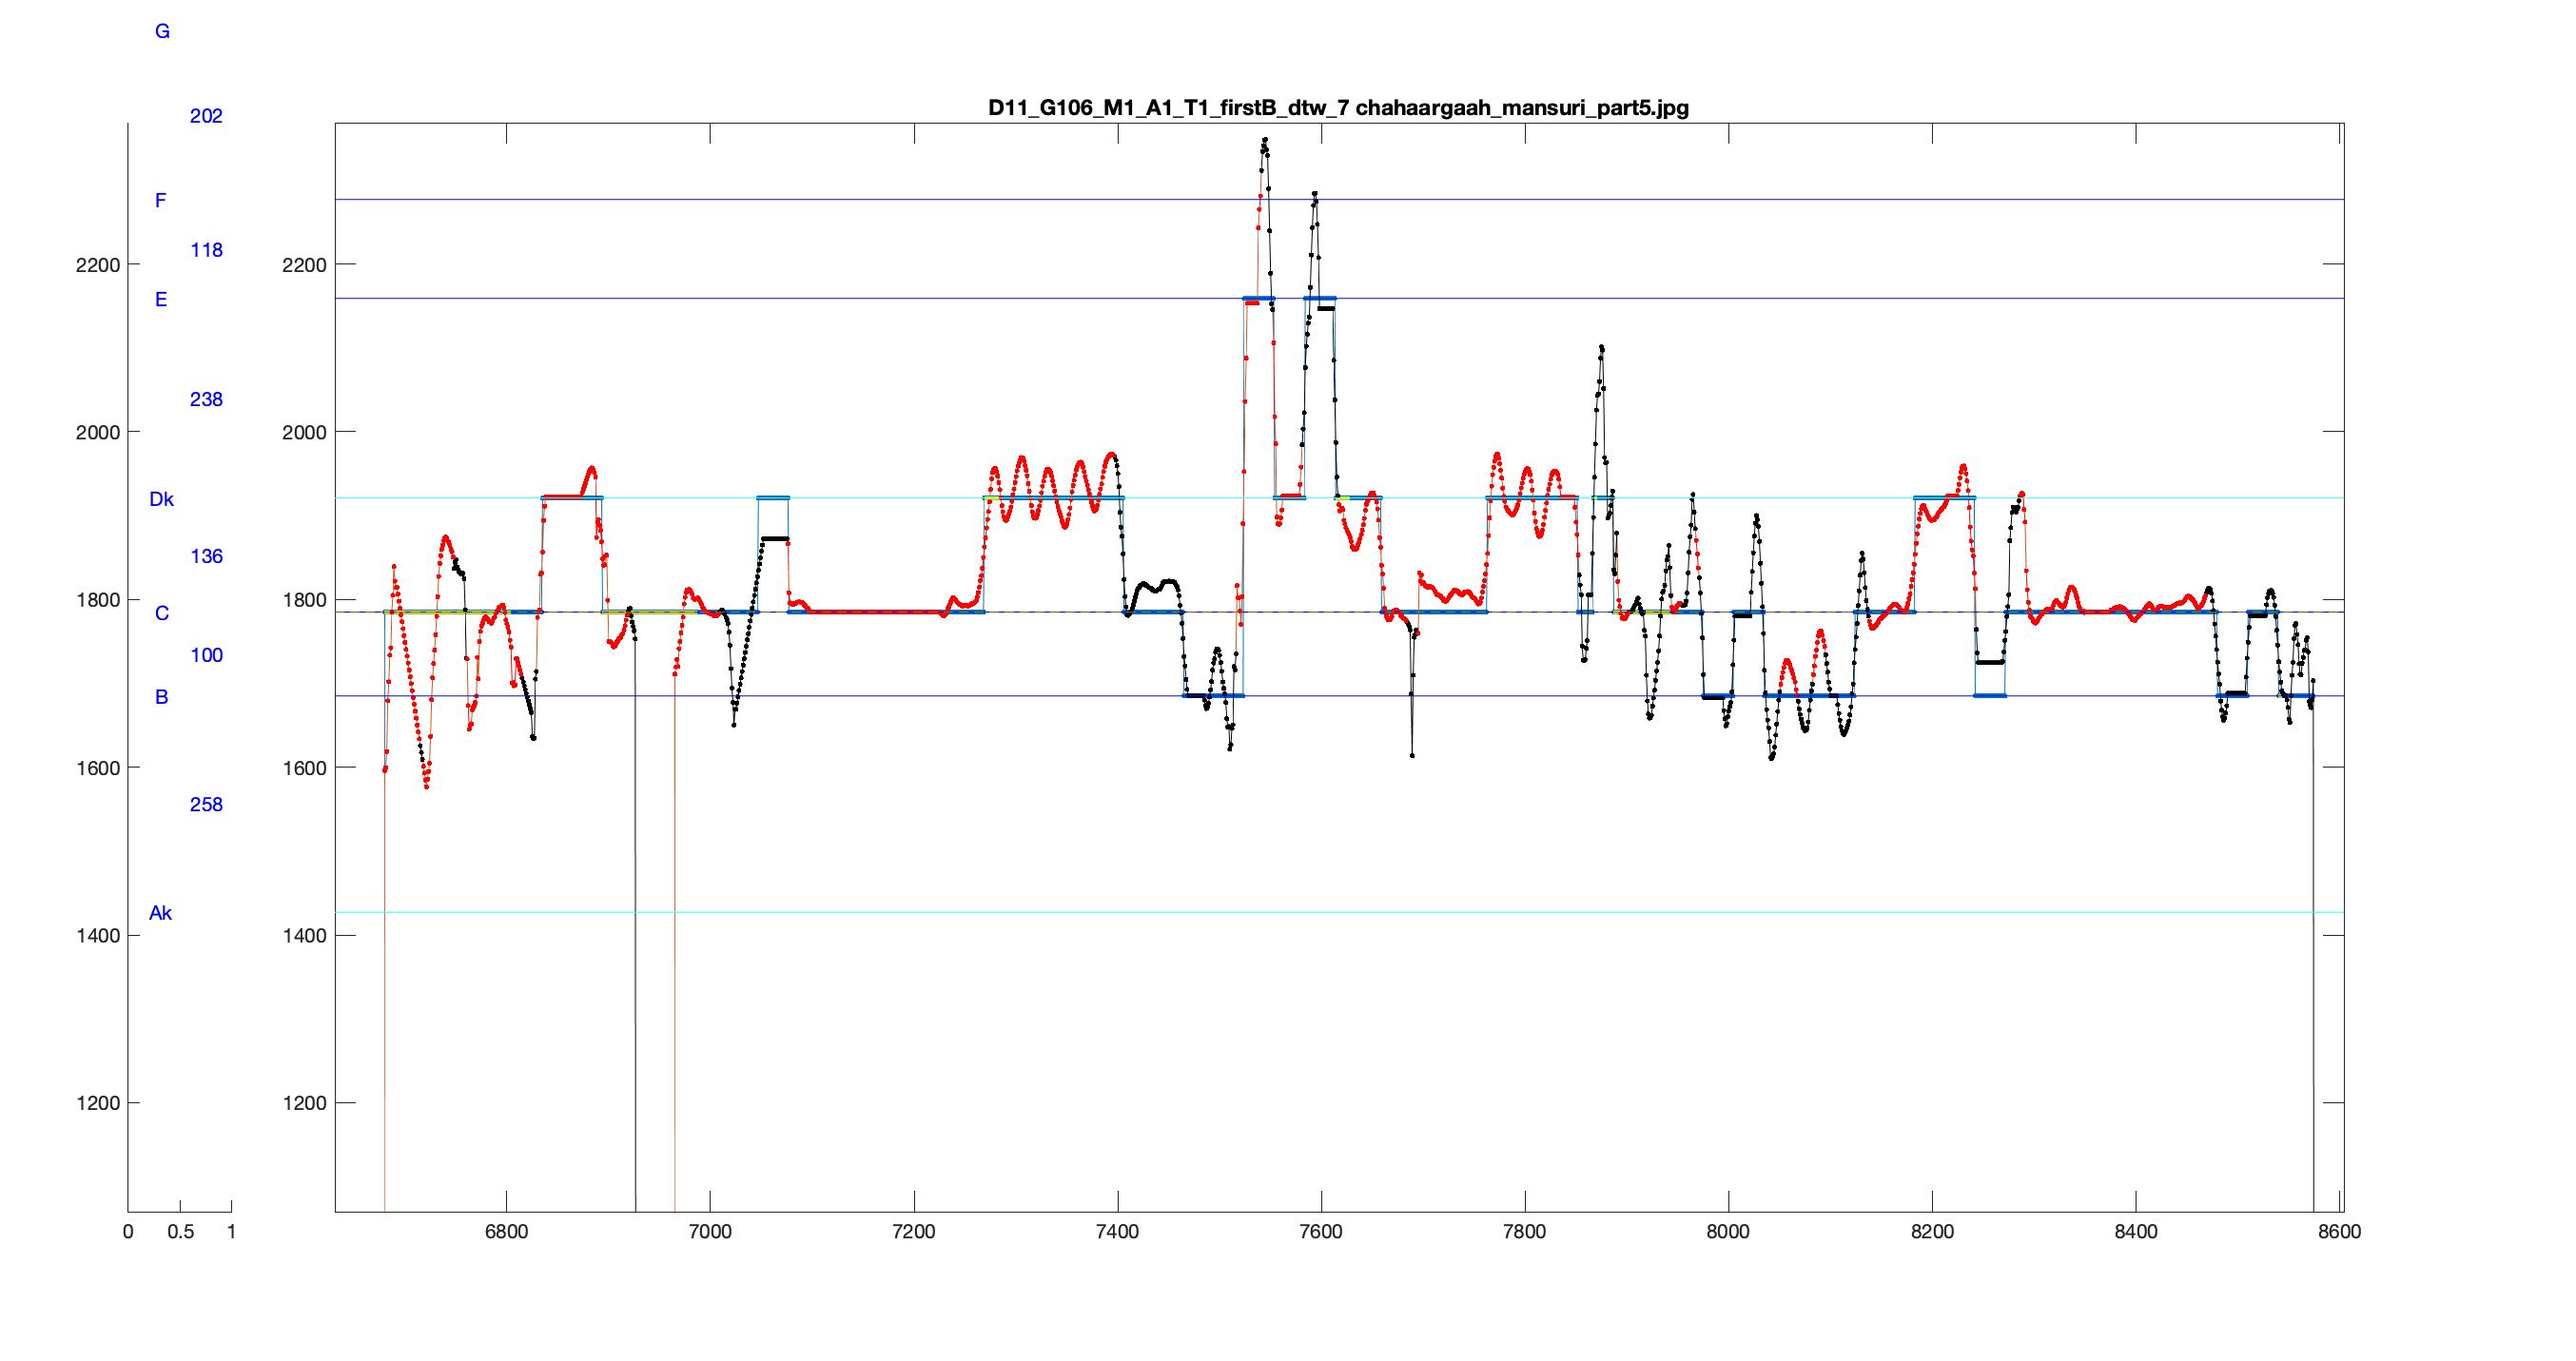 G
D11_G106_M1_A1_T1_firstB_dtw_7 chahaargaah_mansuri_part5.jpg
202
F
118
2200 2200
E
238
2000 2000
Dk
136
1800 C 1800
100
B
1600 1600
258
Ak
1400 1400
1200 1200
0 0.5 1 6800 7000 7200 7400 7600 7800 8000 8200 8400 8600